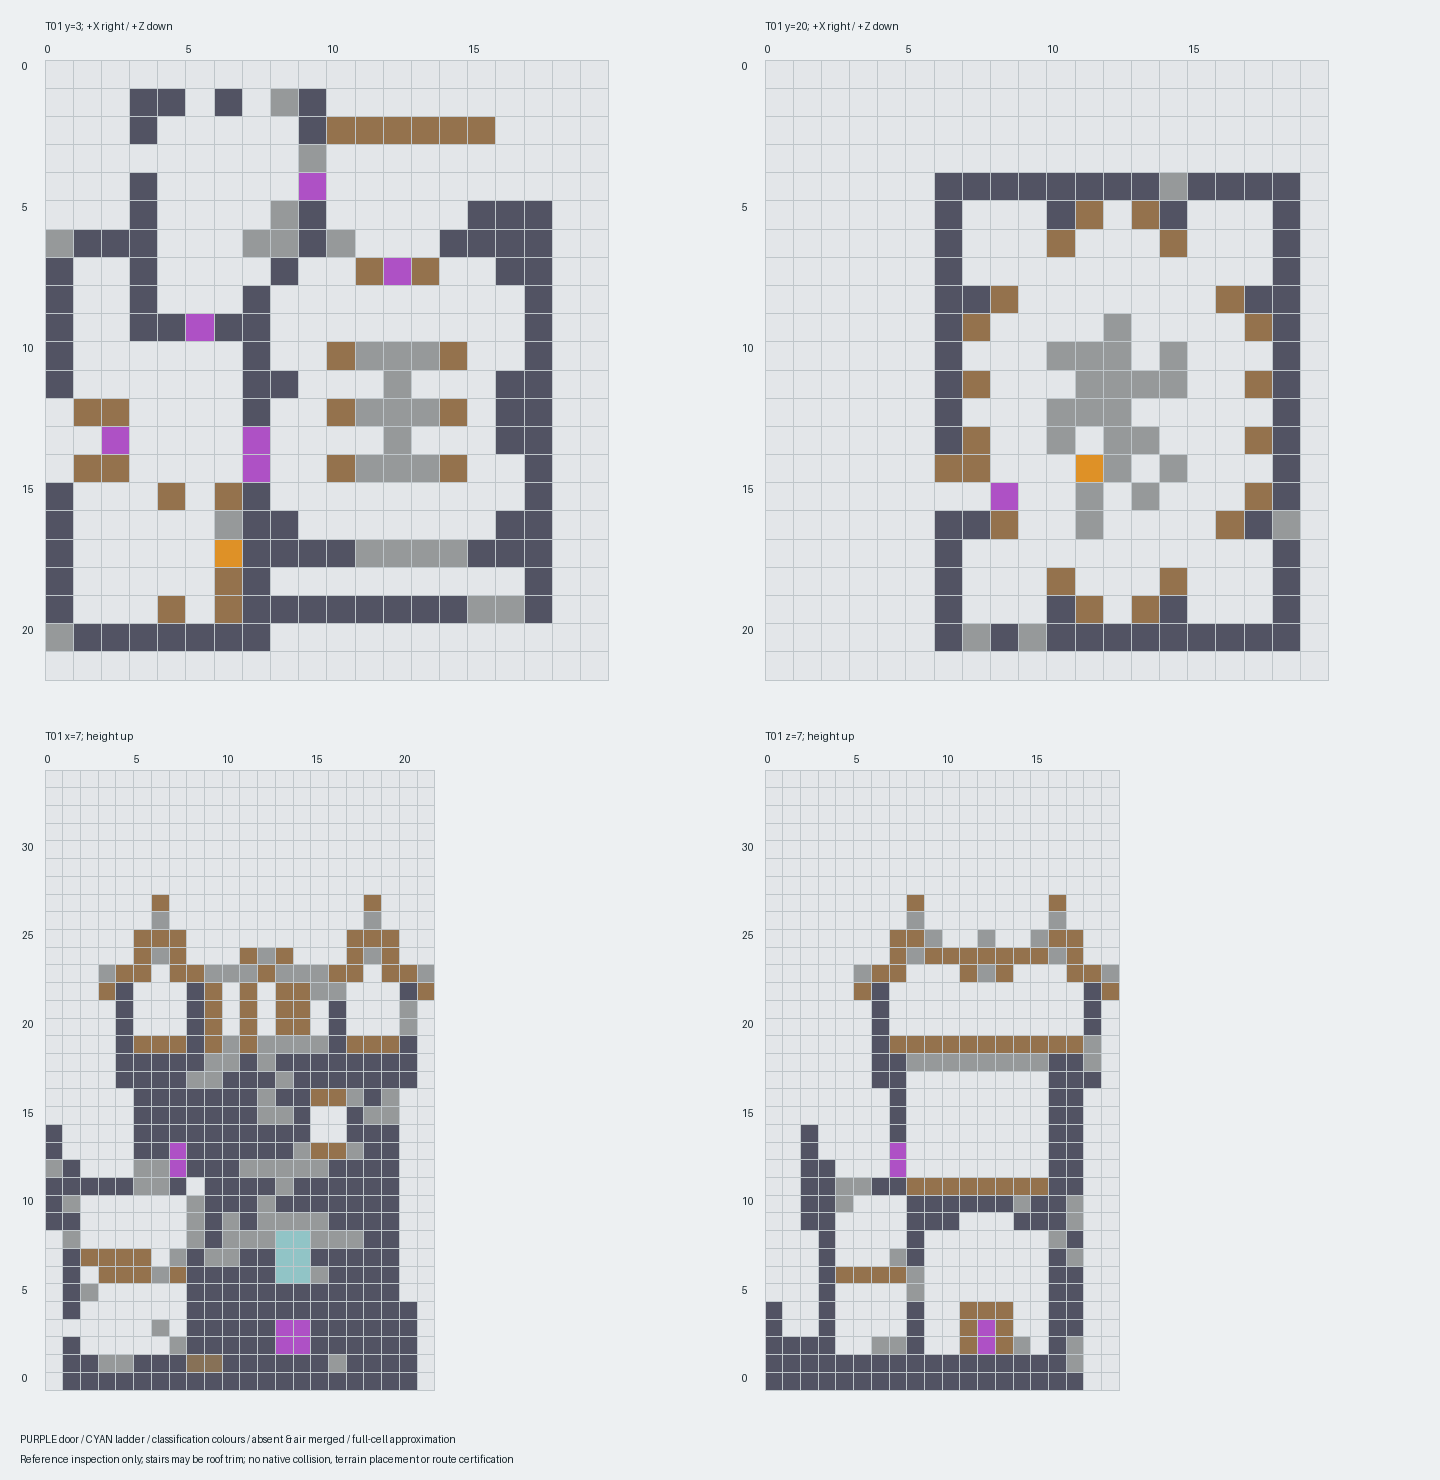 T01 y=3; +X right / +Z down
T01 y=20; +X right / +Z down
0 5 10 15
0 5 10 15
0
0
5
5
10
10
15
15
20
20
T01 x=7; height up
T01 z=7; height up
0 5 10 15 20
0 5 10 15
30
30
25
25
20
20
15
15
10
10
5
5
0
0
PURPLE door / CYAN ladder / classification colours / absent & air merged / full-cell approximation
Reference inspection only; stairs may be roof trim; no native collision, terrain placement or route certification